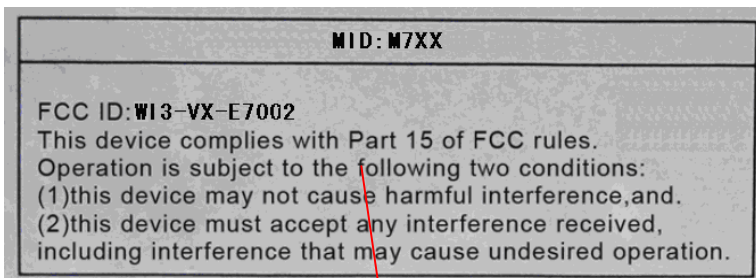 MID:M7XX
FCC ID:WI3-VX-E7002
This device complies with Part 15 of FCC rules.
Operation is subject to the following two conditions:
(1)this device may not cause harmful interference,and.
(2)this device must accept any interference received,
including interference that may cause undesired operation.